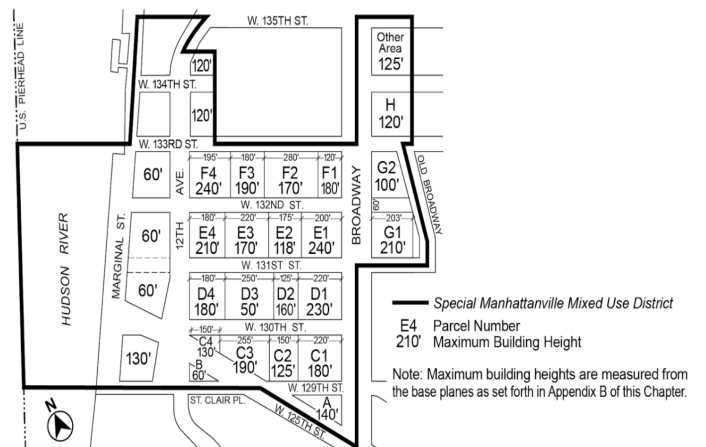 W. 135TH ST.
U.S. PIERHEAD LINE
Other
Area
125'
120'
W. 134TH ST.
H
120'
120'
W. 133RD ST.
60'
AVE.
195'
180'
280'
120'
F4
240'
F3
190'
F2
170'
F1
180'
BROADWAY
G2
100'
OLD BROADWAY
W. 132ND ST.
60'
HUDSON RIVER
MARGINAL ST.
60'
12TH
180'
220'
175'
200'
203'
E4
210'
E3
170'
E2
118'
E1
240'
G1
210'
W. 131ST ST.
60'
180'
250'
125'
220'
D4
180'
D3
50'
D2
160'
D1
230'
W. 130TH ST.
130'
150'
C4
130'
255'
150'
220'
C3
190'
C2
125'
C1
180'
B
60'
W. 129TH ST.
ST. CLAIR PL.
A
140'
W. 125TH ST.
N
Special Manhattanville Mixed Use District
E4 Parcel Number
210' Maximum Building Height
Note: Maximum building heights are measured from
the base planes as set forth in Appendix B of this Chapter.